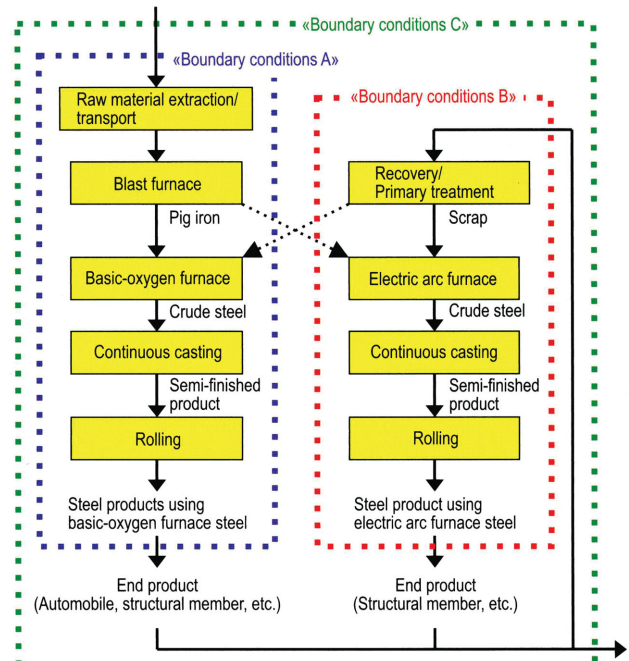 «Boundary conditions C»
«Boundary conditions A»
Raw material extraction/
transport
Blast furnace
Pig iron
Basic-oxygen furnace
Crude steel
Continuous casting
Semi-finished
product
Rolling
Steel products using
basic-oxygen furnace steel
End product
(Automobile, structural member, etc.)
«Boundary conditions B»
Recovery/
Primary treatment
Scrap
Electric arc furnace
Crude steel
Continuous casting
Semi-finished
product
Rolling
Steel product using
electric arc furnace steel
End product
(Structural member, etc.)